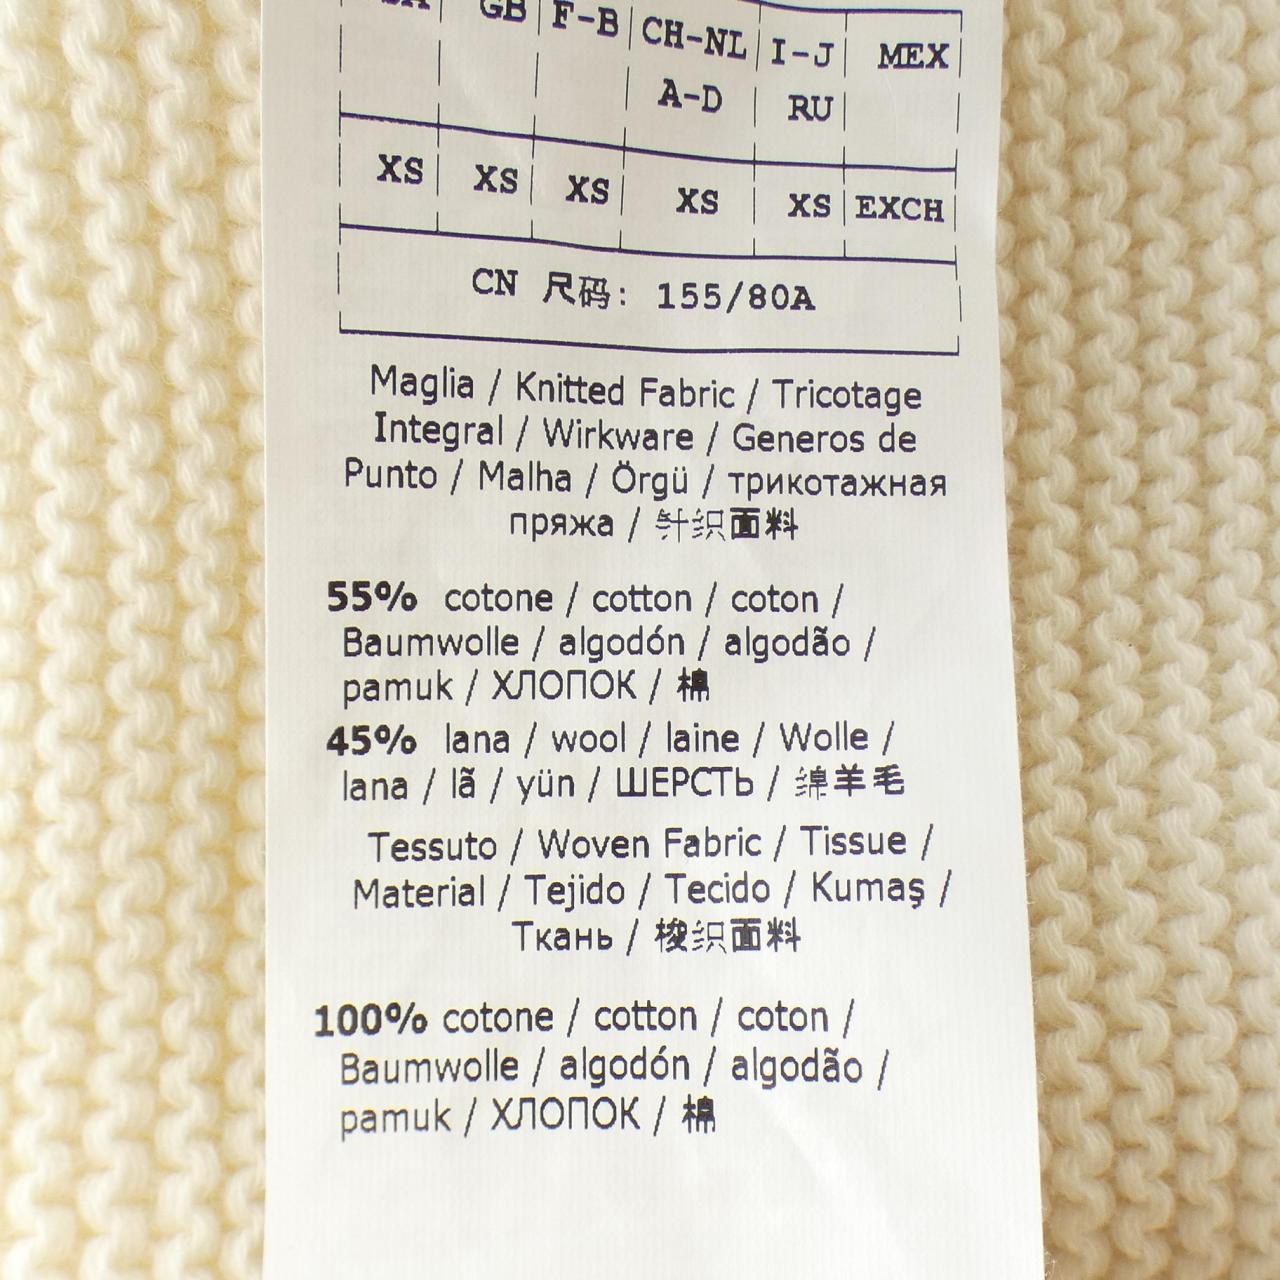 GB F-B CH-NL I-J MEX
A-D RU
XS XS XS XS XS EXCH
CN 尺码: 155/80A
Maglia / Knitted Fabric / Tricotage
Integral / Wirkware / Generos de
Punto / Malha / Örgü / трикотажная
пряжа / 针织面料
55% cotone / cotton / coton /
Baumwolle / algodón / algodão /
pamuk / ХЛОПОК / 棉
45% lana / wool / laine / Wolle /
lana / lã / yün / ШЕРСТЬ / 绵羊毛
Tessuto / Woven Fabric / Tissue /
Material / Tejido / Tecido / Kumaş /
Ткань / 梭织面料
100% cotone / cotton / coton /
Baumwolle / algodón / algodão /
pamuk / ХЛОПОК / 棉